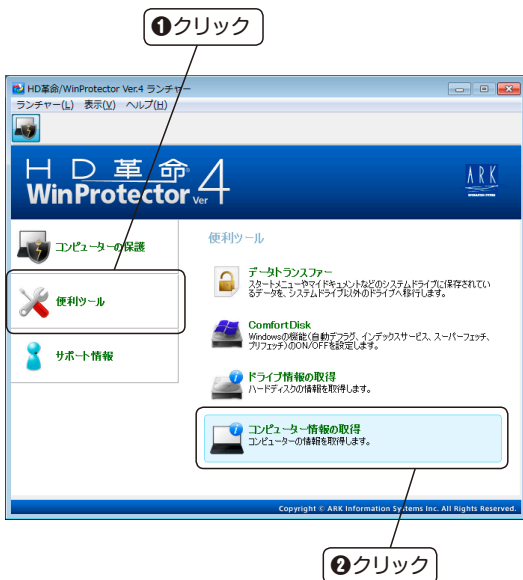 ❶クリック
HD革命/WinProtector Ver.4 ランチャー
ランチャー(L) 表示(V) ヘルプ(H)
HD革命
WinProtector Ver 4
ARK
INFORMATION SYSTEMS
コンピューターの保護
便利ツール
サポート情報
便利ツール
データトランスファー
スタートメニューやマイドキュメントなどのシステムドライブに保存されてい
るデータを、システムドライブ以外のドライブへ移行します。
ComfortDisk
Windowsの機能(自動デフラグ、インデックスサービス、スーパーフェッチ、
プリフェッチ)のON/OFFを設定します。
ドライブ情報の取得
ハードディスクの情報を取得します。
コンピューター情報の取得
コンピューターの情報を取得します。
Copyright © ARK Information Systems Inc. All Rights Reserved.
❷クリック